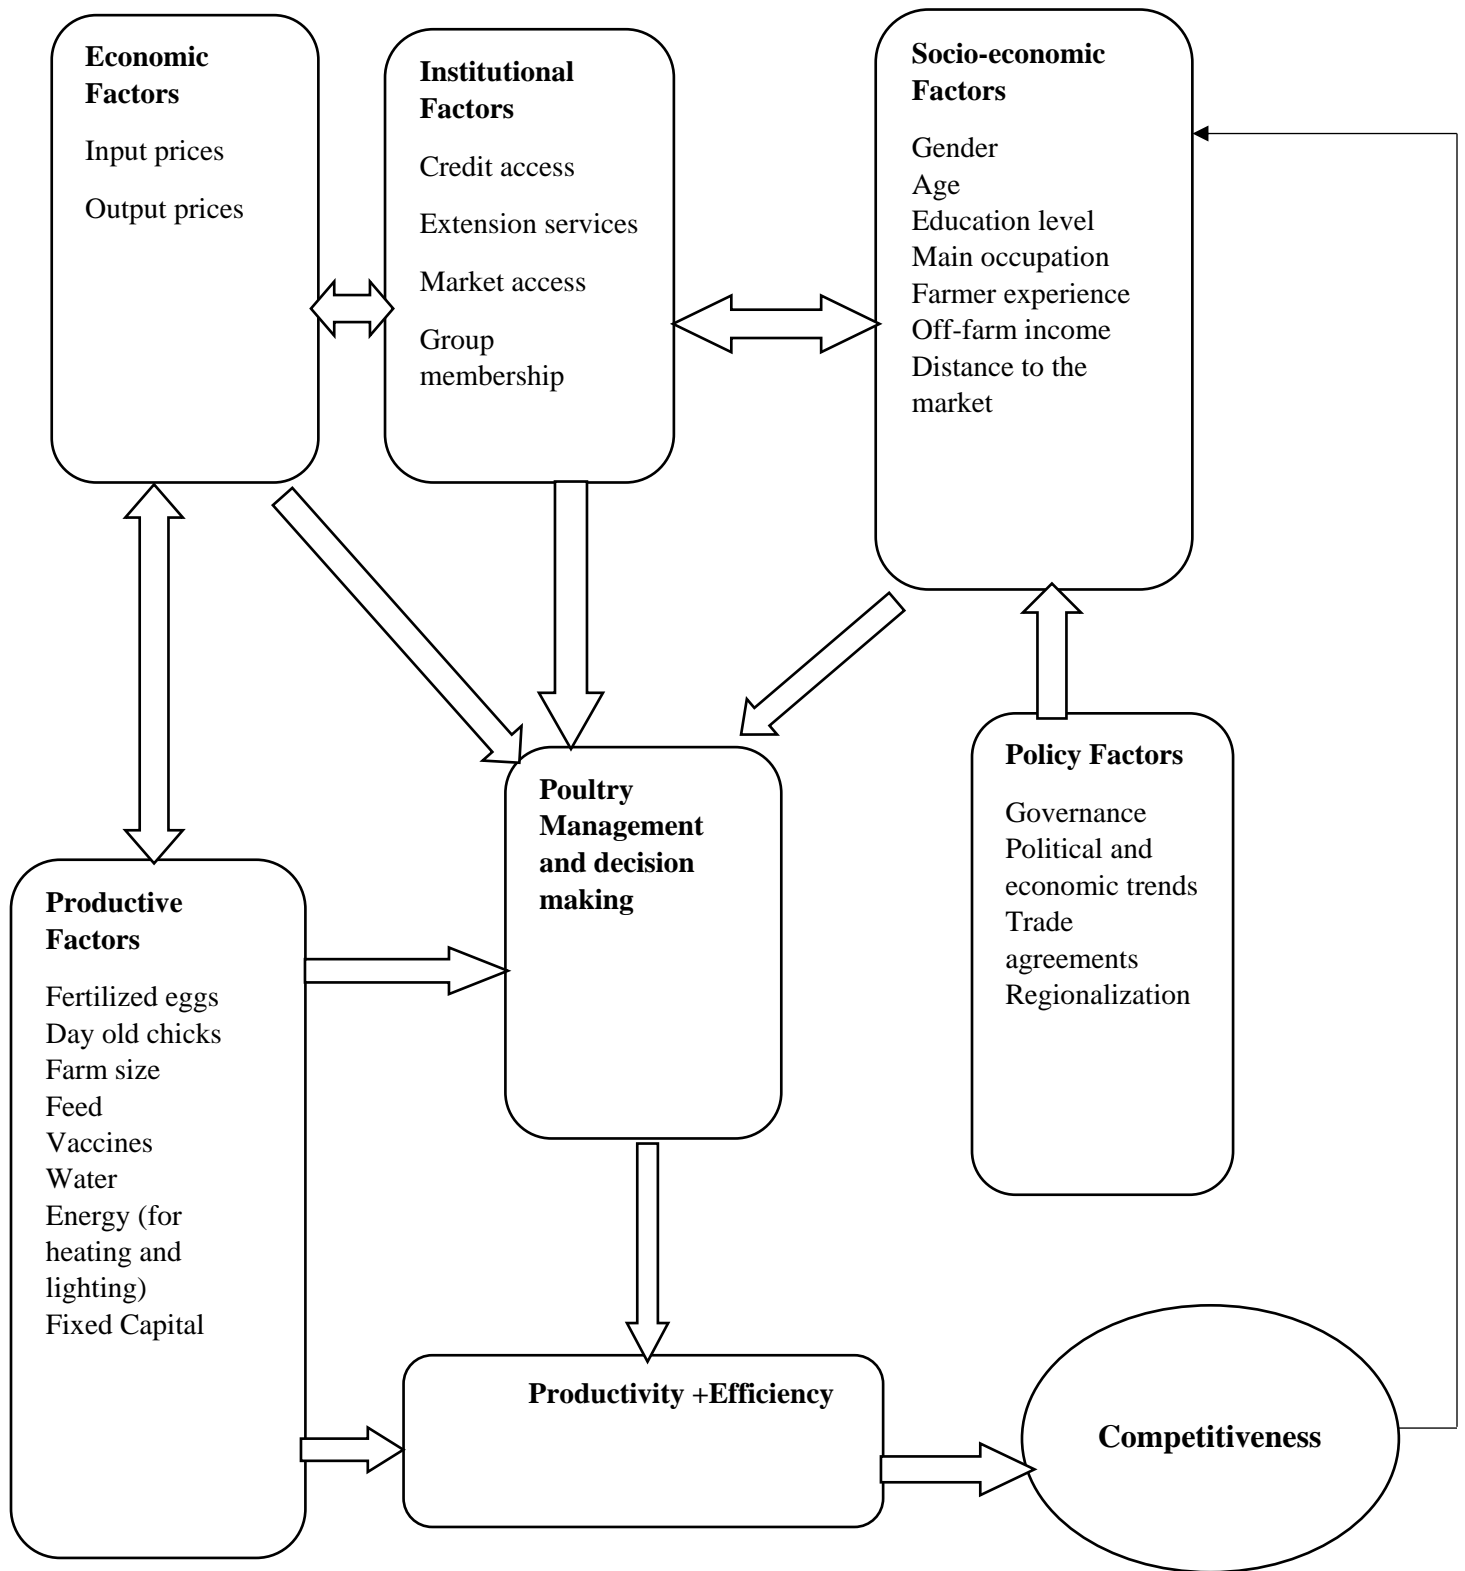 Economic
Factors
Input prices
Output prices
Institutional
Factors
Credit access
Extension services
Market access
Group
membership
Socio-economic
Factors
Gender
Age
Education level
Main occupation
Farmer experience
Off-farm income
Distance to the
market
Poultry
Management
and decision
making
Policy Factors
Governance
Political and
economic trends
Trade
agreements
Regionalization
Productive
Factors
Fertilized eggs
Day old chicks
Farm size
Feed
Vaccines
Water
Energy (for
heating and
lighting)
Fixed Capital
Productivity +Efficiency
Competitiveness